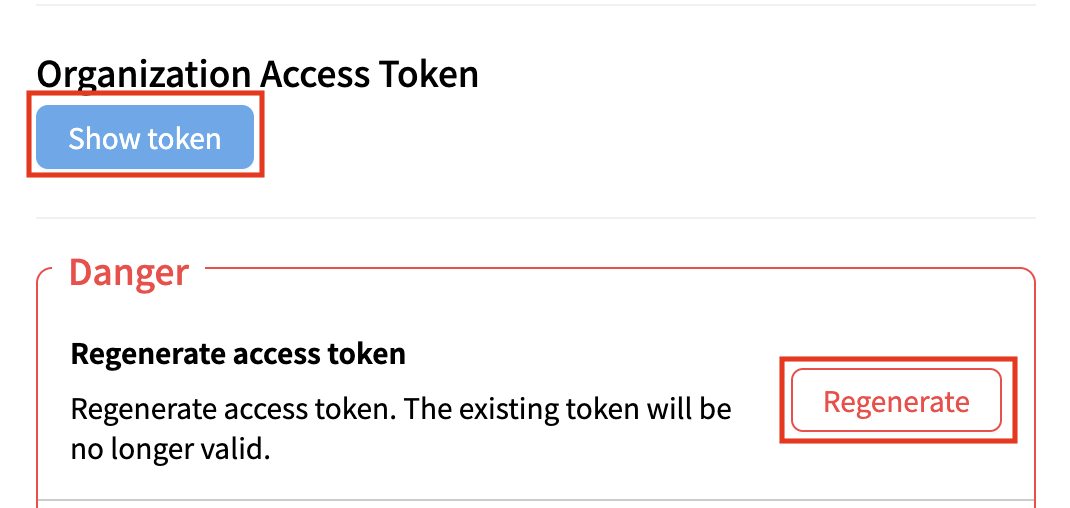 Organization Access Token
Show token
Danger
Regenerate access token
Regenerate access token. The existing token will be
no longer valid.
Regenerate